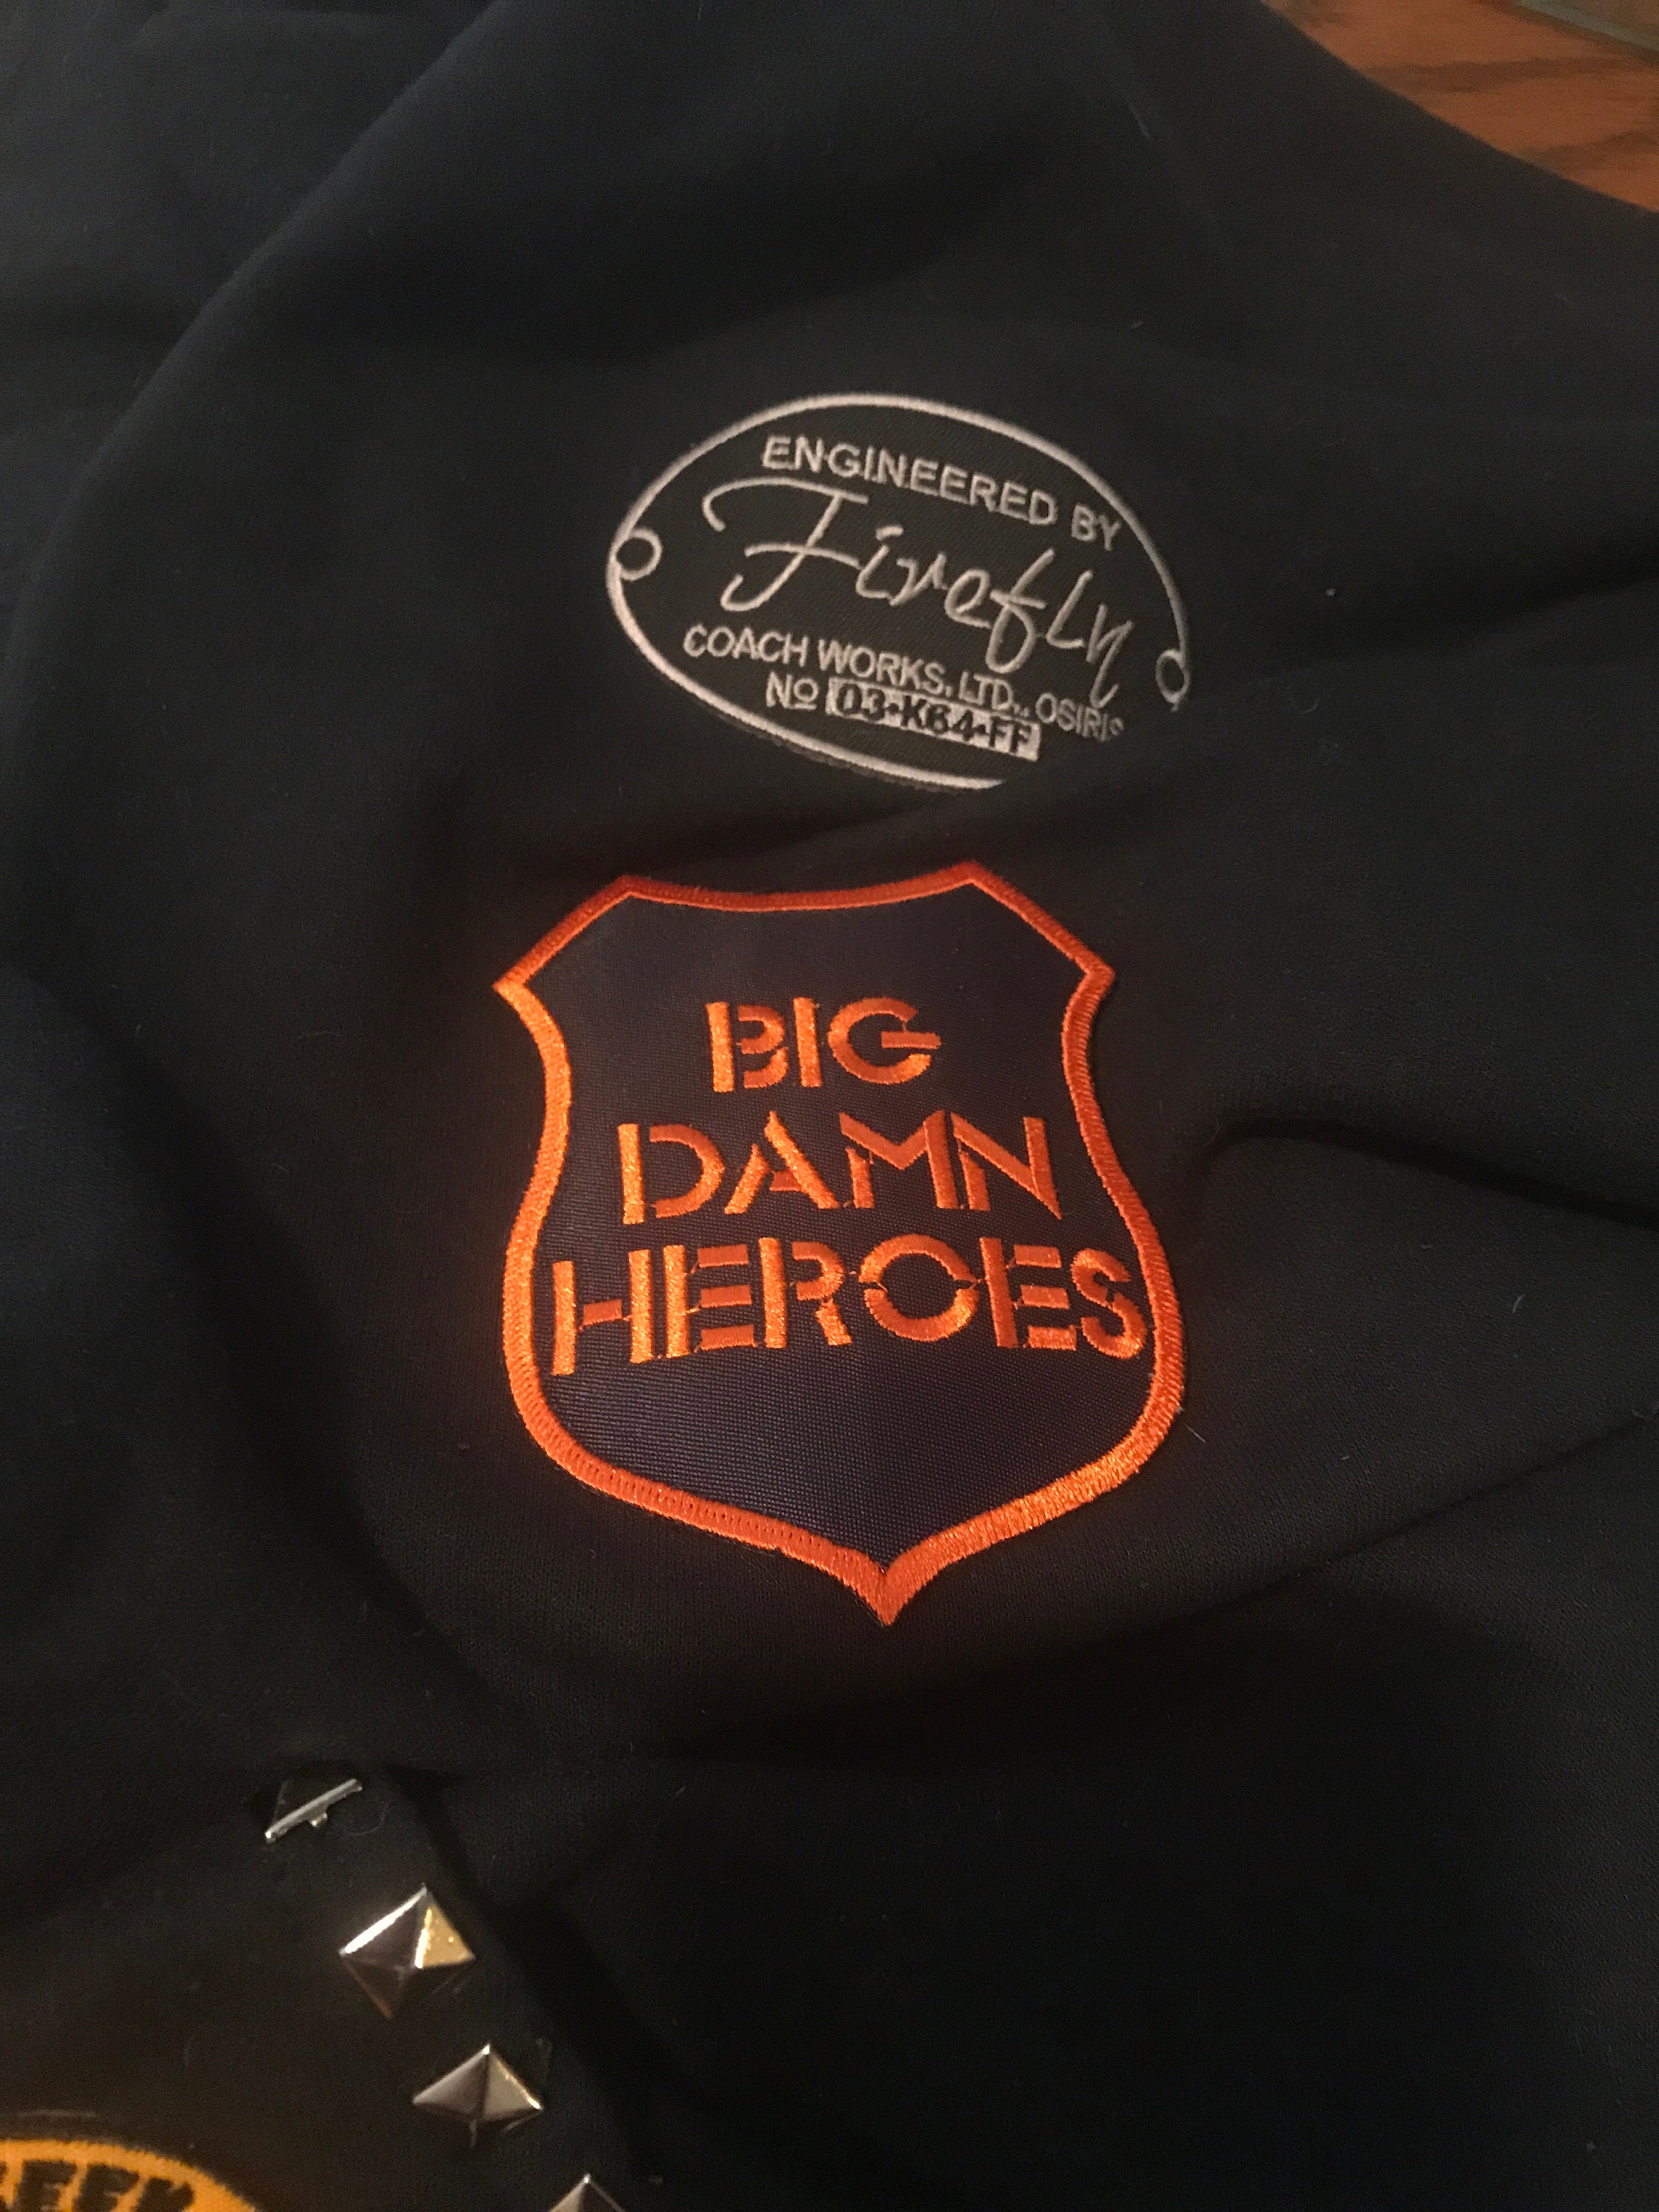 ENGINEERED BY
Firefly
COACH WORKS, LTD., OSIRIS
Nº 03-K64-FF
BIG
DAMN
HEROES